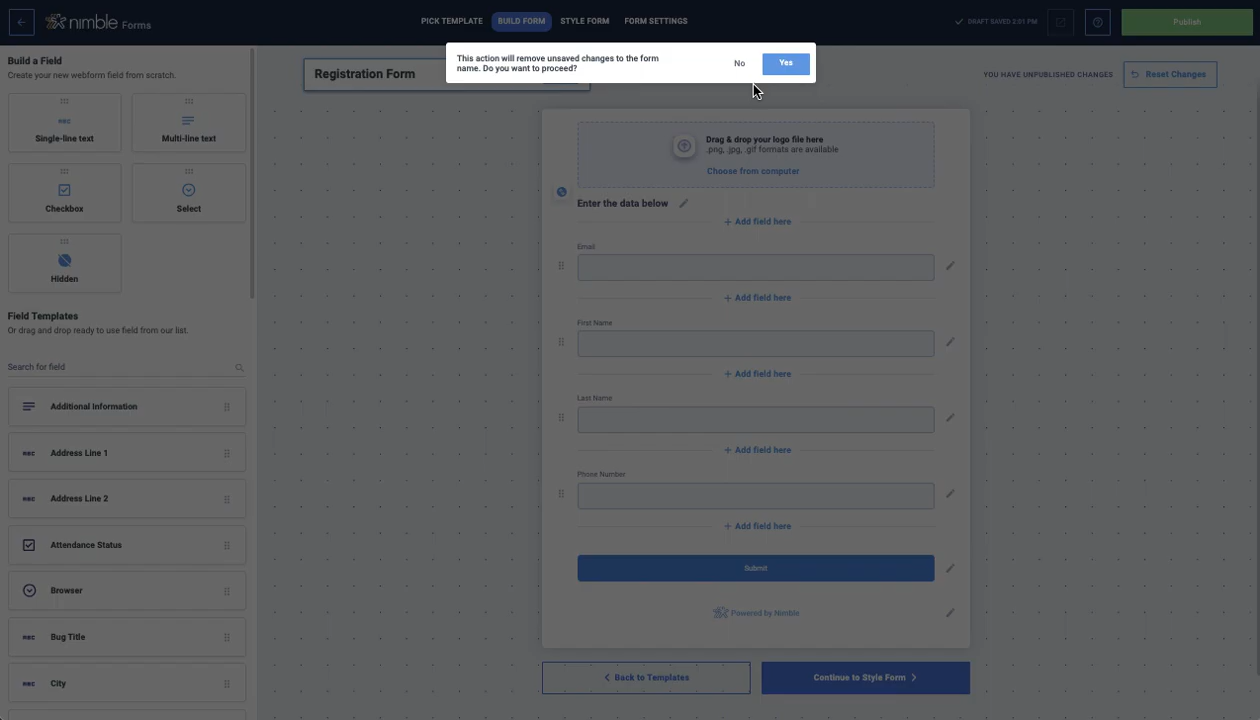 nimble Forms
PICK TEMPLATE
BUILD FORM
STYLE FORM
FORM SETTINGS
DRAFT SAVED 2:01 PM
Publish
This action will remove unsaved changes to the form
name. Do you want to proceed?
No
Yes
Build a Field
Create your new webform field from scratch.
Single-line text
Multi-line text
Checkbox
Select
Hidden
Field Templates
Or drag and drop ready to use field from our list.
Search for field
Additional Information
ABC Address Line 1
ABC Address Line 2
Attendance Status
Browser
ABC Bug Title
ABC City
Registration Form
YOU HAVE UNPUBLISHED CHANGES
Reset Changes
Drag & drop your logo file here
.png, .jpg, .gif formats are available
Choose from computer
Enter the data below
+ Add field here
Email
+ Add field here
First Name
+ Add field here
Last Name
+ Add field here
Phone Number
+ Add field here
Submit
Powered by Nimble
Back to Templates
Continue to Style Form